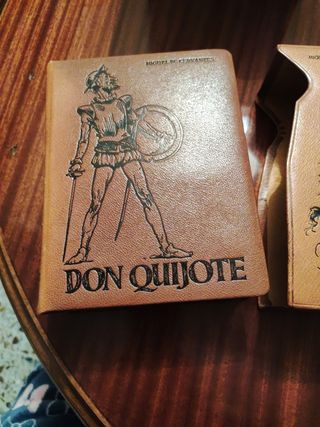 MIGUEL DE CERVANTES
DON QUIJOTE